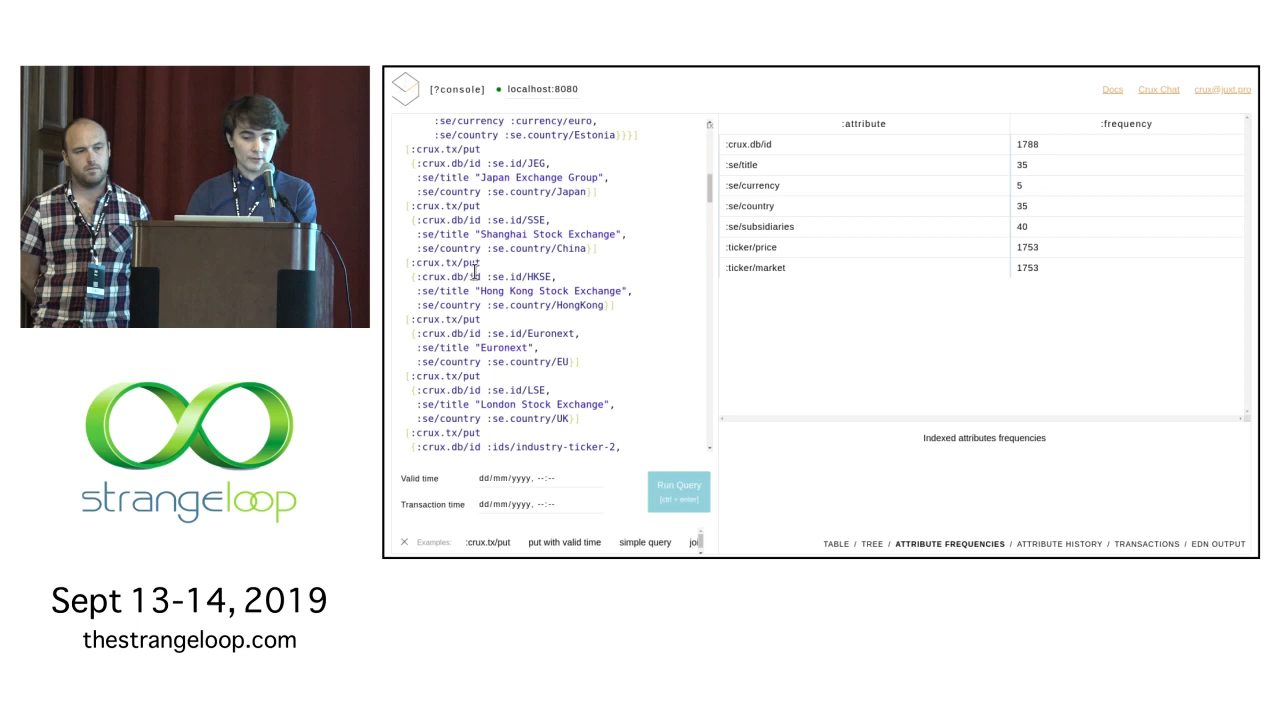 [?console]
localhost:8080
Docs
Crux Chat
crux@juxt.pro
:se/currency :currency/euro,
:se/country :se.country/Estonia}}}]
[:crux.tx/put
{:crux.db/id :se.id/JEG,
:se/title "Japan Exchange Group",
:se/country :se.country/Japan}]
[:crux.tx/put
{:crux.db/id :se.id/SSE,
:se/title "Shanghai Stock Exchange",
:se/country :se.country/China}]
[:crux.tx/put
{:crux.db/id :se.id/HKSE,
:se/title "Hong Kong Stock Exchange",
:se/country :se.country/HongKong}]
[:crux.tx/put
{:crux.db/id :se.id/Euronext,
:se/title "Euronext",
:se/country :se.country/EU}]
[:crux.tx/put
{:crux.db/id :se.id/LSE,
:se/title "London Stock Exchange",
:se/country :se.country/UK}]
[:crux.tx/put
{:crux.db/id :ids/industry-ticker-2,
Valid time dd/mm/yyyy, --:--
Transaction time dd/mm/yyyy, --:--
Run Query
[ctrl + enter]
Examples: :crux.tx/put put with valid time simple query
:attribute :frequency
:crux.db/id 1788
:se/title 35
:se/currency 5
:se/country 35
:se/subsidiaries 40
:ticker/price 1753
:ticker/market 1753
Indexed attributes frequencies
TABLE / TREE / ATTRIBUTE FREQUENCIES / ATTRIBUTE HISTORY / TRANSACTIONS / EDN OUTPUT
strangeloop
Sept 13-14, 2019
thestrangeloop.com